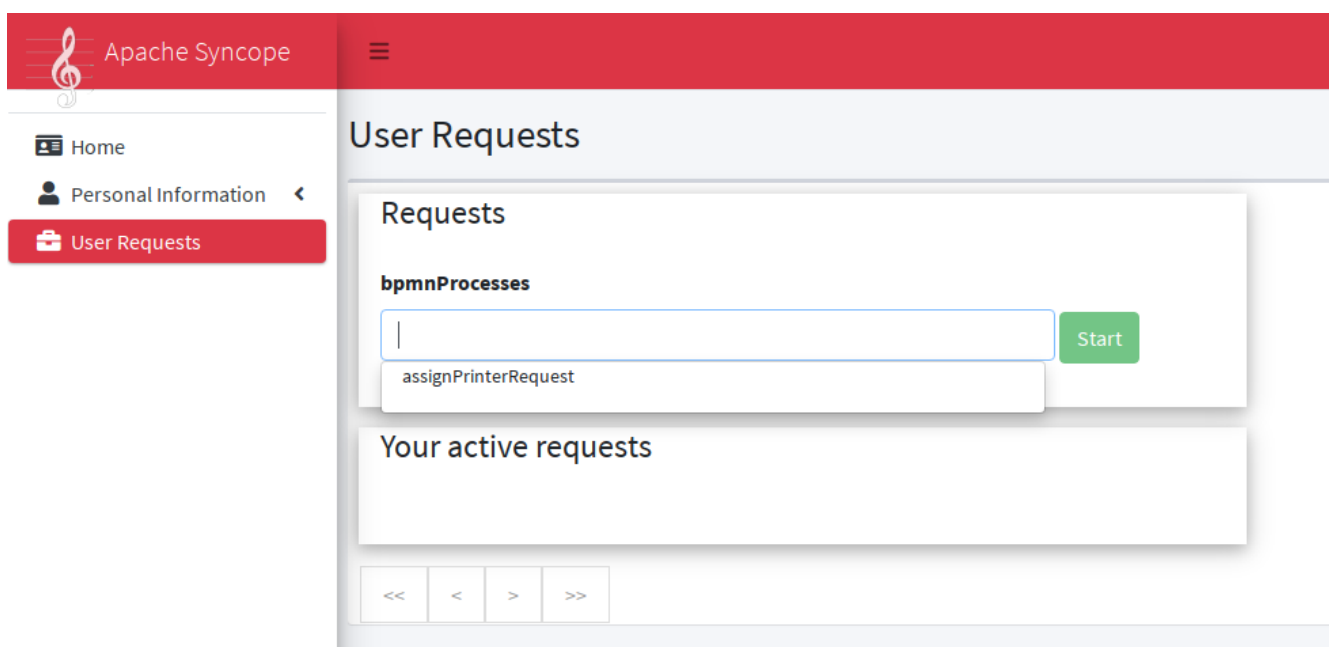 Apache Syncope
Home
Personal Information
User Requests
User Requests
Requests
bpmnProcesses
Start
assignPrinterRequest
Your active requests
<< < > >>